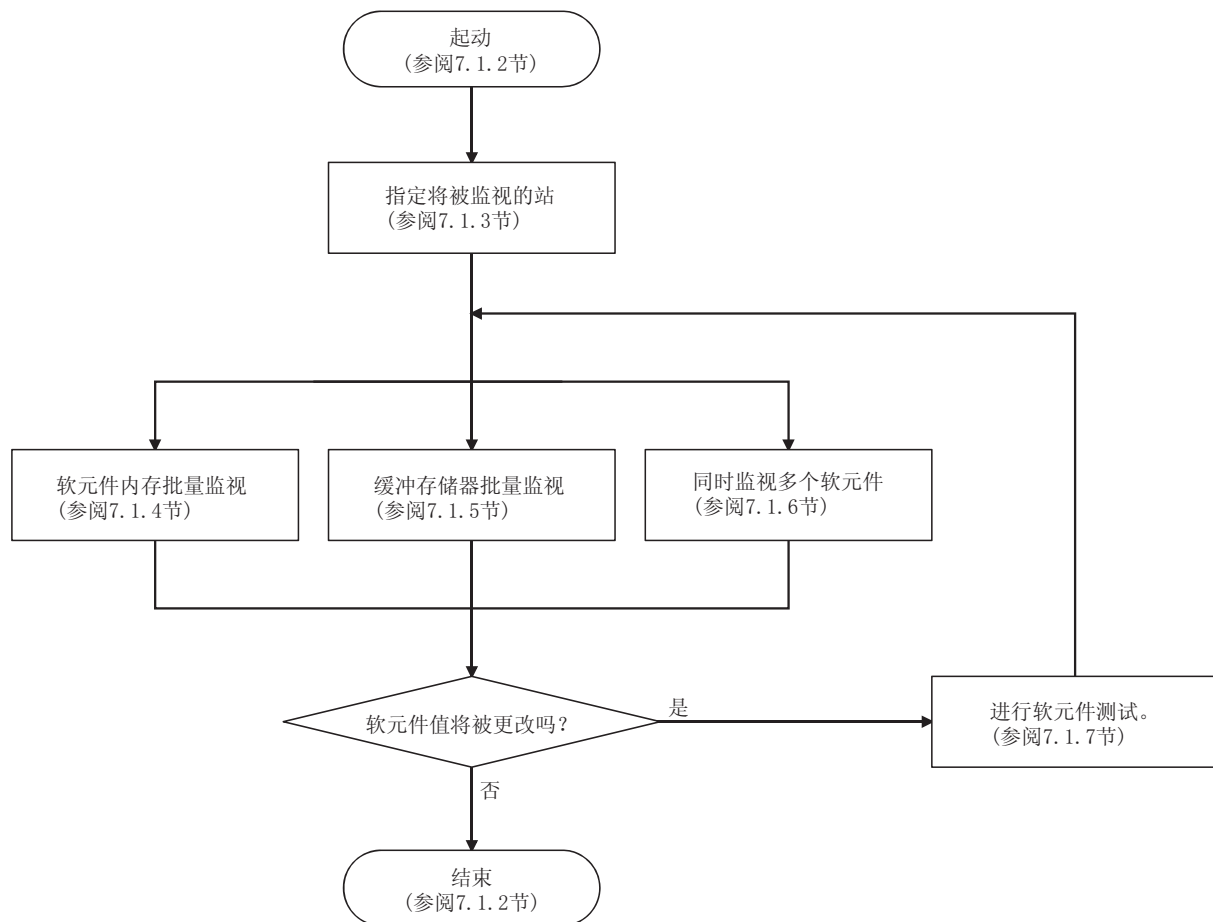 起动
(参阅7.1.2节)
指定将被监视的站
(参阅7.1.3节)
软元件内存批量监视
(参阅7.1.4节)
缓冲存储器批量监视
(参阅7.1.5节)
同时监视多个软元件
(参阅7.1.6节)
软元件值将被更改吗？
是
进行软元件测试。
(参阅7.1.7节)
否
结束
(参阅7.1.2节)